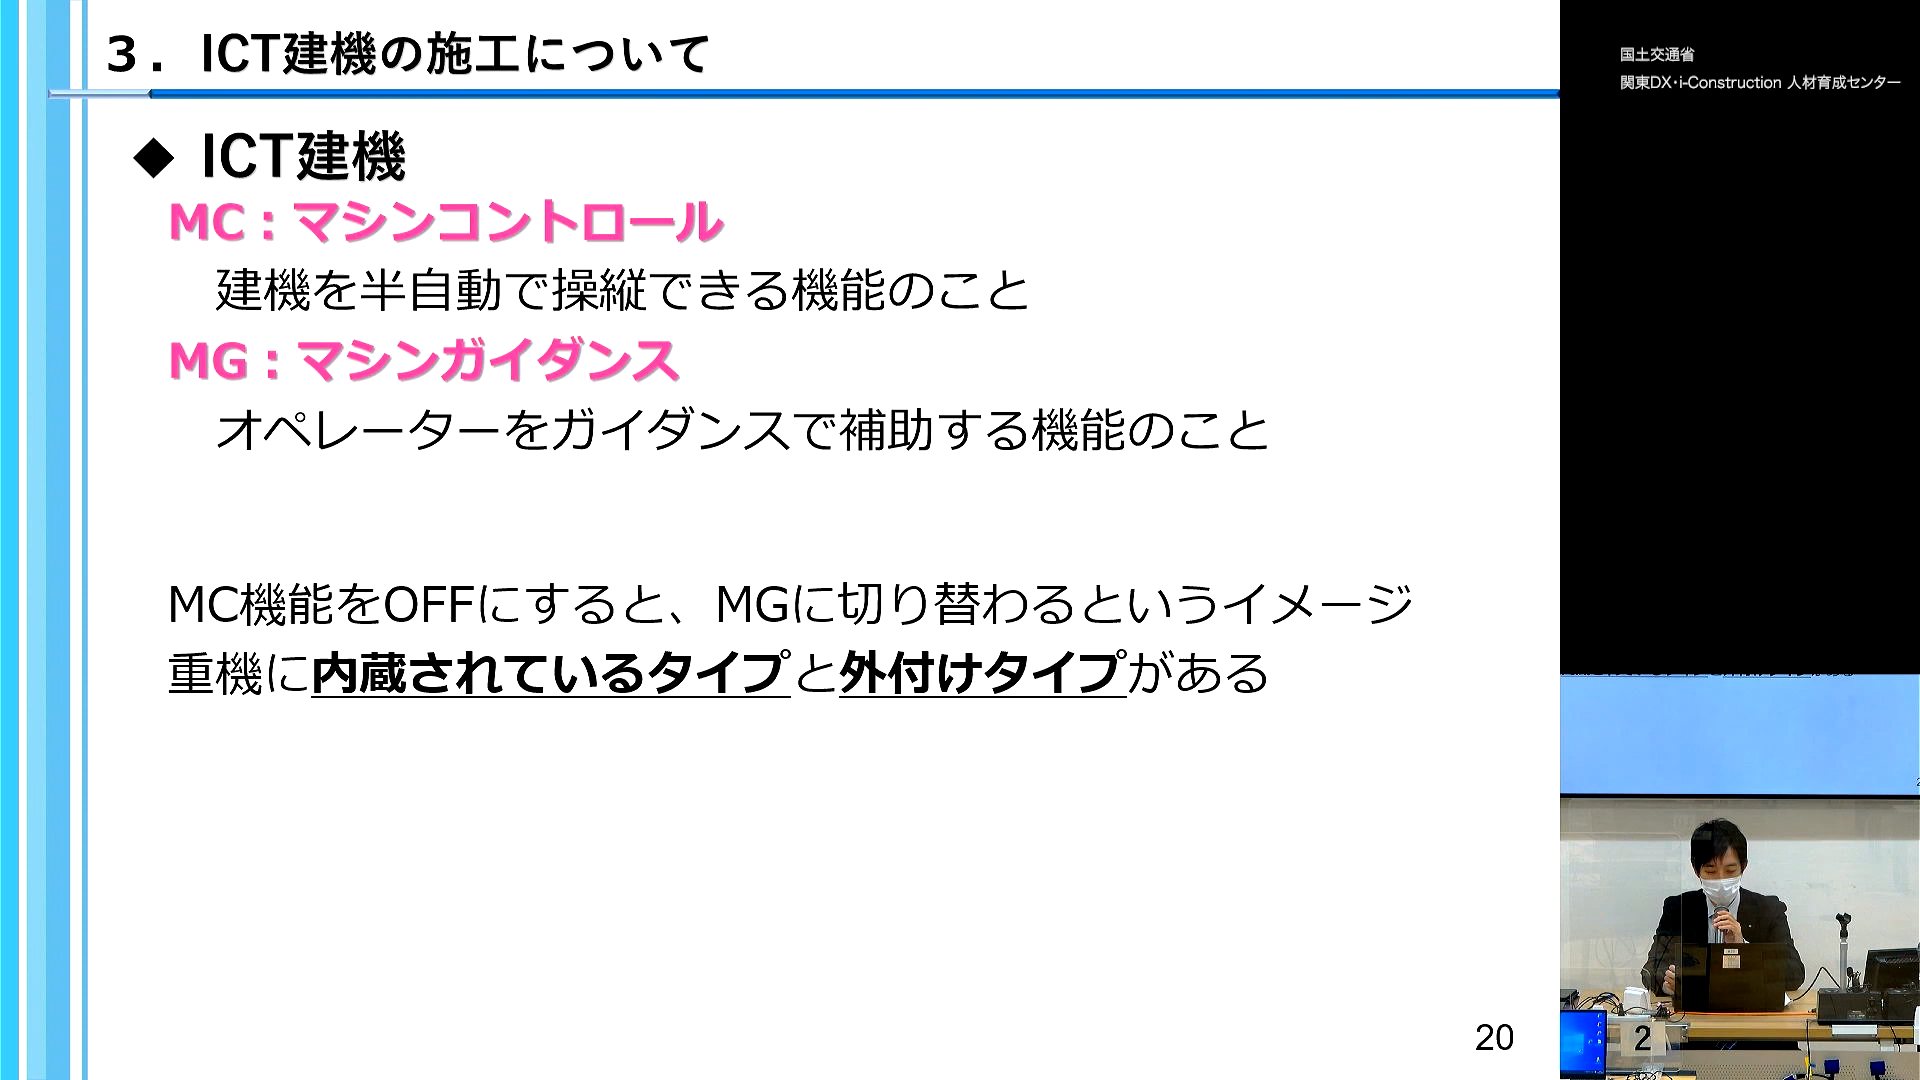 ３．ICT建機の施工について
◆ ICT建機
MC：マシンコントロール
建機を半自動で操縦できる機能のこと
MG：マシンガイダンス
オペレーターをガイダンスで補助する機能のこと
MC機能をOFFにすると、MGに切り替わるというイメージ
重機に内蔵されているタイプと外付けタイプがある
20
国土交通省
関東DX・i-Construction 人材育成センター
2